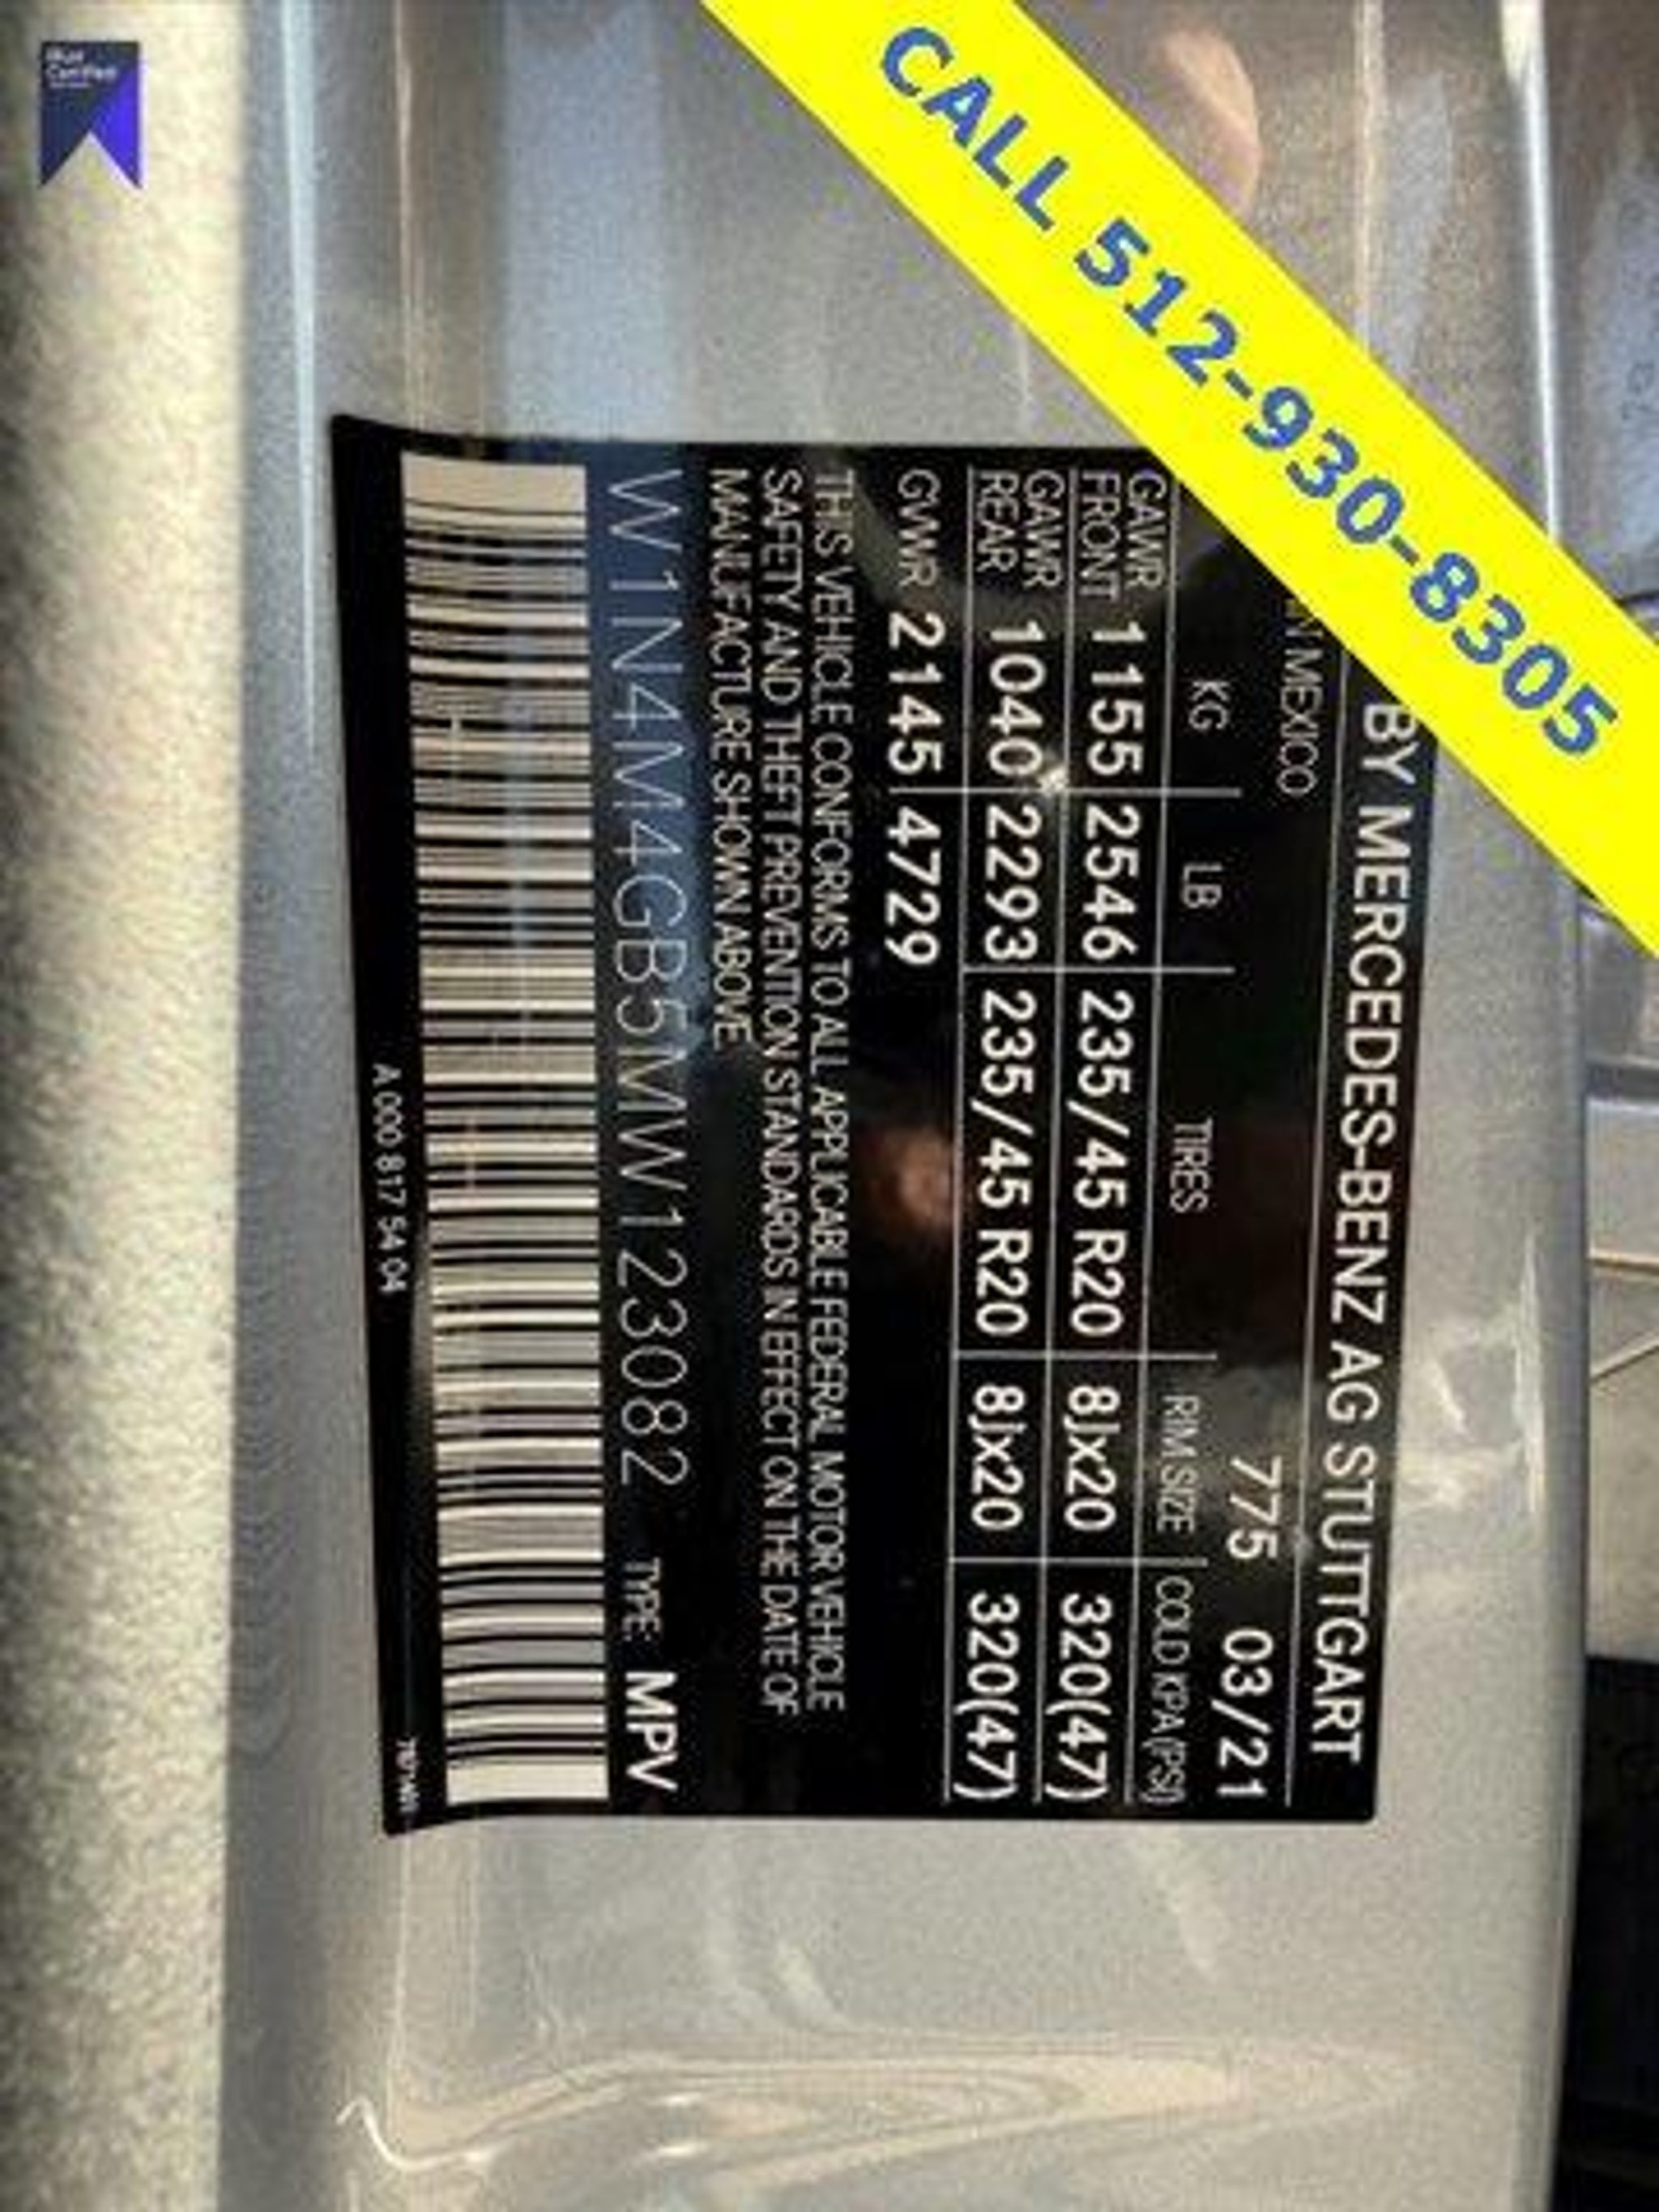 Certified
CALL 512-930-8305
BY MERCEDES-BENZ AG STUTTGART
MEXICO
775 03/21
KG LB TIRES RIM SIZE COLD KPA (PSI)
GAWR
FRONT 1155 2546 235/45 R20 8Jx20 320(47)
GAWR
REAR 1040 2293 235/45 R20 8Jx20 320(47)
GVWR 2145 4729
THIS VEHICLE CONFORMS TO ALL APPLICABLE FEDERAL MOTOR VEHICLE
SAFETY AND THEFT PREVENTION STANDARDS IN EFFECT ON THE DATE OF
MANUFACTURE SHOWN ABOVE
W1N4M4GB5MW123082 TYPE: MPV
A 000 817 54 04